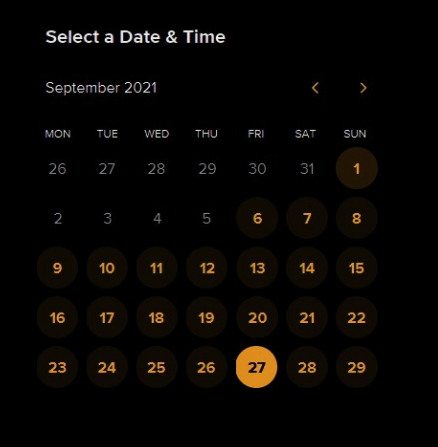 Select a Date & Time
September 2021
MON TUE WED THU FRI SAT SUN
26 27 28 29 30 31 1
2 3 4 5 6 7 8
9 10 11 12 13 14 15
16 17 18 19 20 21 22
23 24 25 26 27 28 29